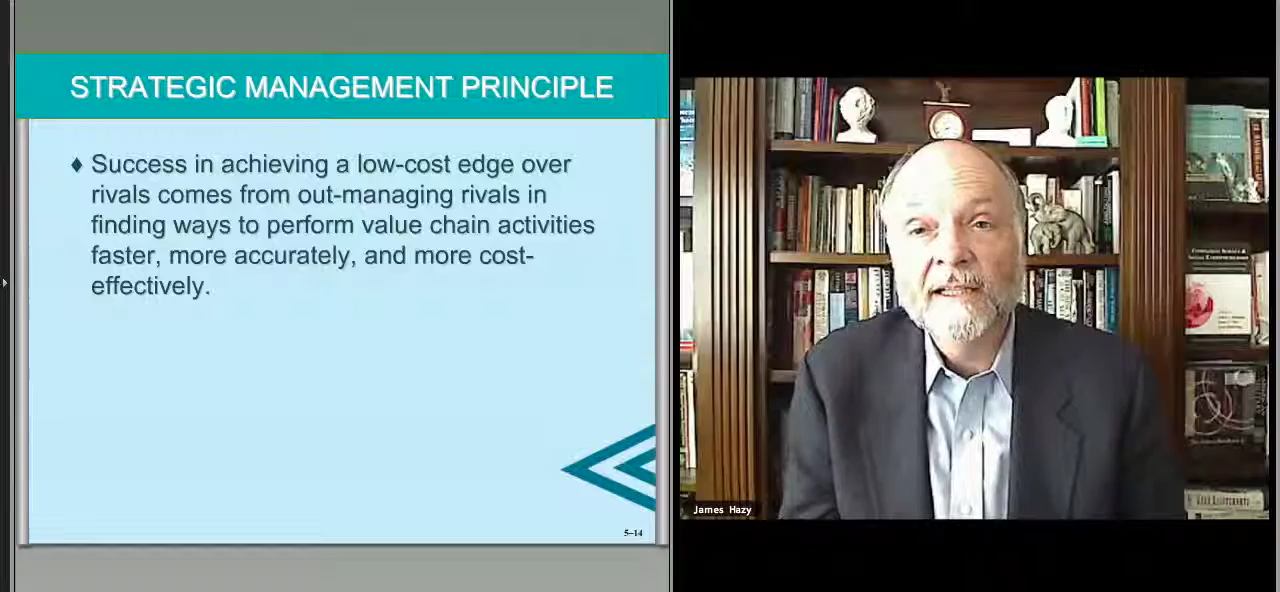 STRATEGIC MANAGEMENT PRINCIPLE
♦ Success in achieving a low-cost edge over
rivals comes from out-managing rivals in
finding ways to perform value chain activities
faster, more accurately, and more cost-
effectively.
5–14
James Hazy